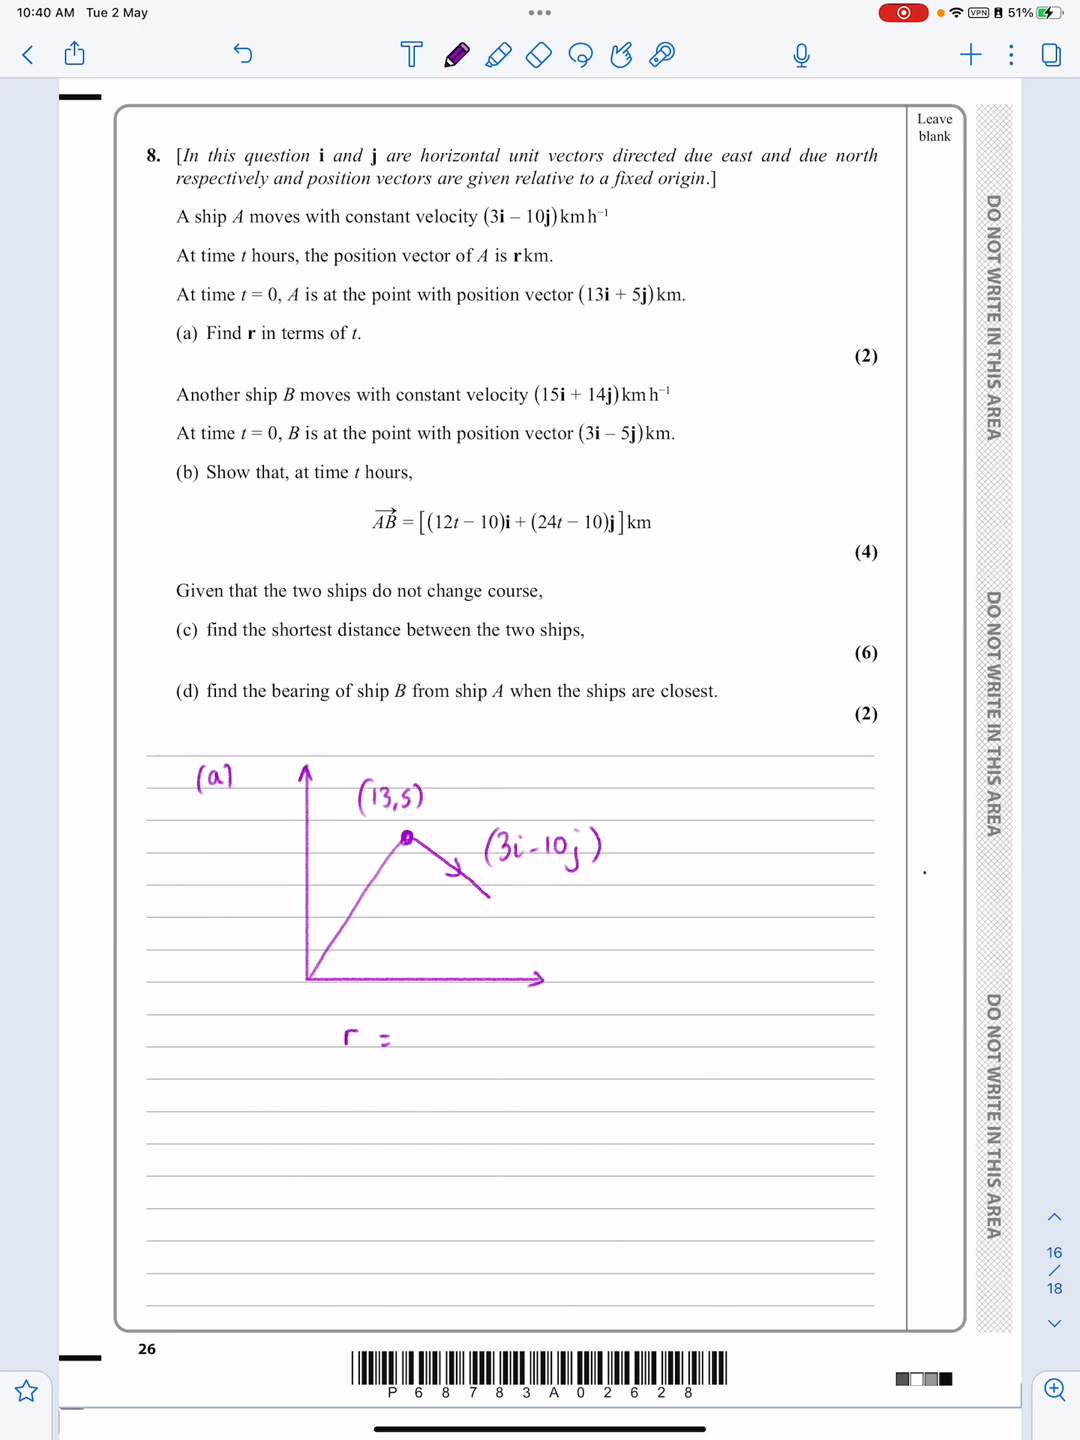 10:40 AM Tue 2 May
VPN 51%
Leave
blank
8. [In this question i and j are horizontal unit vectors directed due east and due north
respectively and position vectors are given relative to a fixed origin.]
A ship A moves with constant velocity (3i – 10j) km h⁻¹
At time t hours, the position vector of A is r km.
At time t = 0, A is at the point with position vector (13i + 5j) km.
(a) Find r in terms of t.
(2)
Another ship B moves with constant velocity (15i + 14j) km h⁻¹
At time t = 0, B is at the point with position vector (3i – 5j) km.
(b) Show that, at time t hours,
AB→ = [(12t – 10)i + (24t – 10)j] km
(4)
Given that the two ships do not change course,
(c) find the shortest distance between the two ships,
(6)
(d) find the bearing of ship B from ship A when the ships are closest.
(2)
(a)
(13,5)
(3i-10j)
r =
DO NOT WRITE IN THIS AREA
DO NOT WRITE IN THIS AREA
DO NOT WRITE IN THIS AREA
16
/
18
26
P 6 8 7 8 3 A 0 2 6 2 8